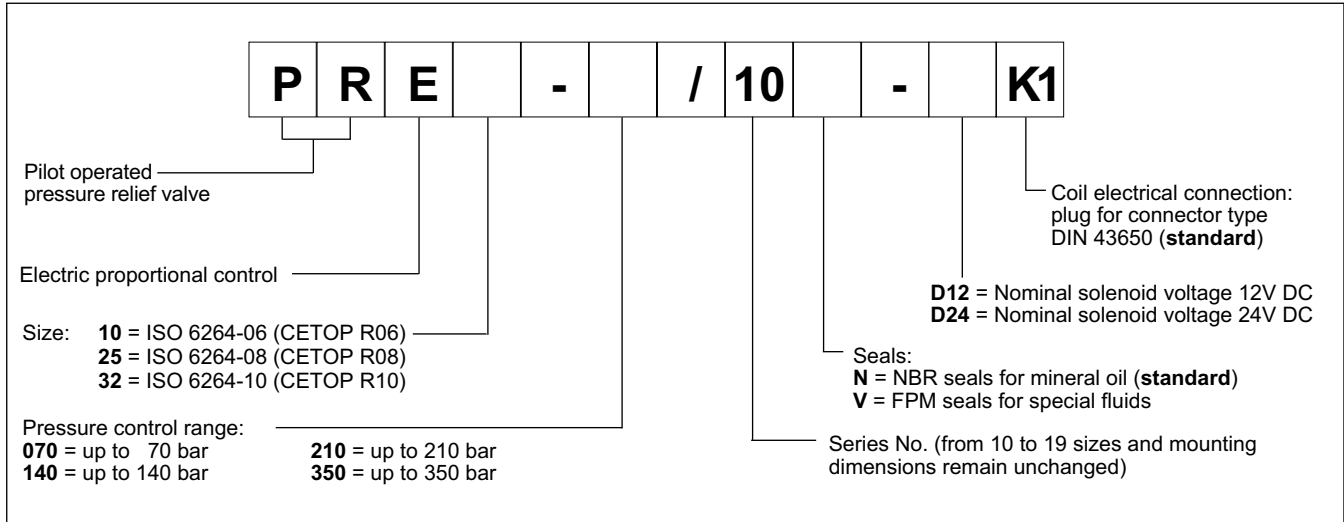 P R E - / 10 - K1
Pilot operated
pressure relief valve
Coil electrical connection:
plug for connector type
DIN 43650 (standard)
Electric proportional control
D12 = Nominal solenoid voltage 12V DC
D24 = Nominal solenoid voltage 24V DC
Size: 10 = ISO 6264-06 (CETOP R06)
25 = ISO 6264-08 (CETOP R08)
32 = ISO 6264-10 (CETOP R10)
Seals:
N = NBR seals for mineral oil (standard)
V = FPM seals for special fluids
Pressure control range:
070 = up to 70 bar 210 = up to 210 bar
140 = up to 140 bar 350 = up to 350 bar
Series No. (from 10 to 19 sizes and mounting
dimensions remain unchanged)